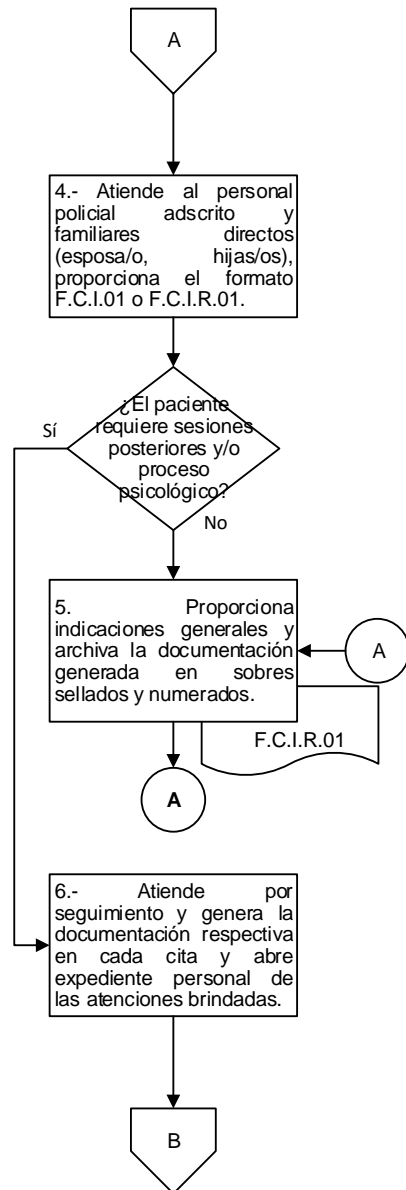 A
4.- Atiende al personal
policial adscrito y
familiares directos
(esposa/o, hijas/os),
proporciona el formato
F.C.I.01 o F.C.I.R.01.
¿El paciente
requiere sesiones
posteriores y/o
proceso
psicológico?
Sí
No
5. Proporciona
indicaciones generales y
archiva la documentación
generada en sobres
sellados y numerados.
A
F.C.I.R.01
A
6.- Atiende por
seguimiento y genera la
documentación respectiva
en cada cita y abre
expediente personal de
las atenciones brindadas.
B